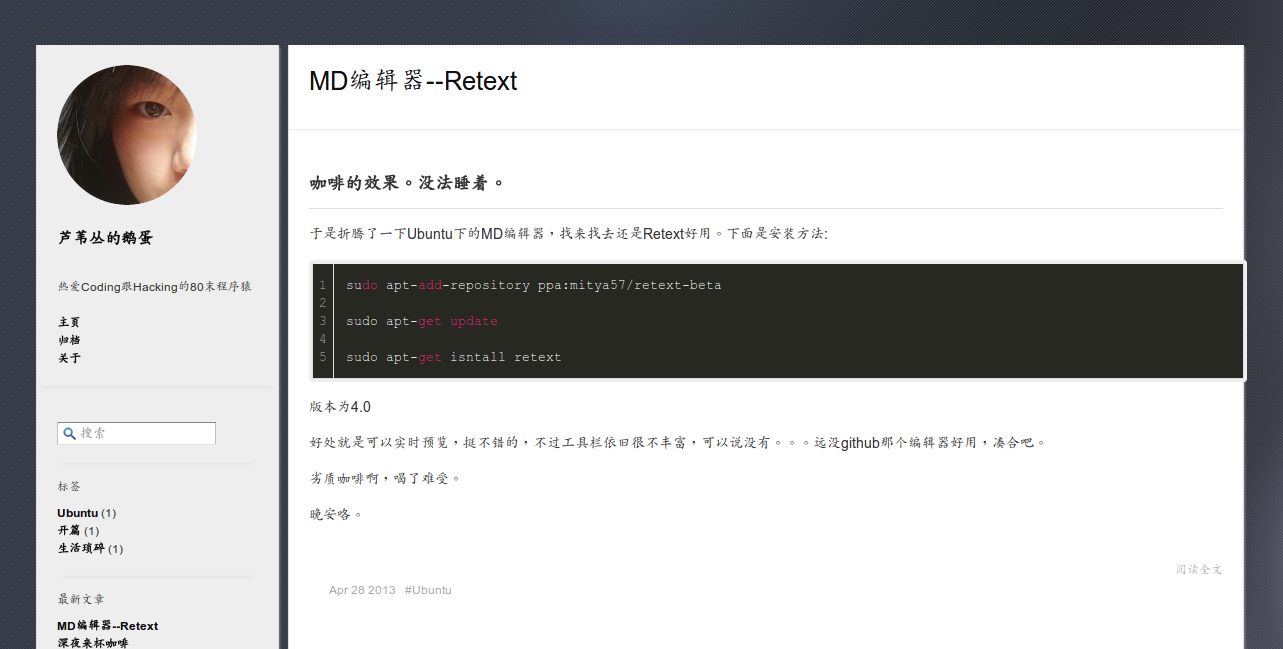 芦苇丛的鹅蛋
热爱Coding跟Hacking的80末程序猿
主页
归档
关于
搜索
标签
Ubuntu (1)
开篇 (1)
生活琐碎 (1)
最新文章
MD编辑器--Retext
深夜来杯咖啡
MD编辑器--Retext
咖啡的效果。没法睡着。
于是折腾了一下Ubuntu下的MD编辑器，找来找去还是Retext好用。下面是安装方法:
1 sudo apt-add-repository ppa:mitya57/retext-beta
2
3 sudo apt-get update
4
5 sudo apt-get isntall retext
版本为4.0
好处就是可以实时预览，挺不错的，不过工具栏依旧很不丰富，可以说没有。。。远没github那个编辑器好用，凑合吧。
劣质咖啡啊，喝了难受。
晚安咯。
阅读全文
Apr 28 2013 #Ubuntu